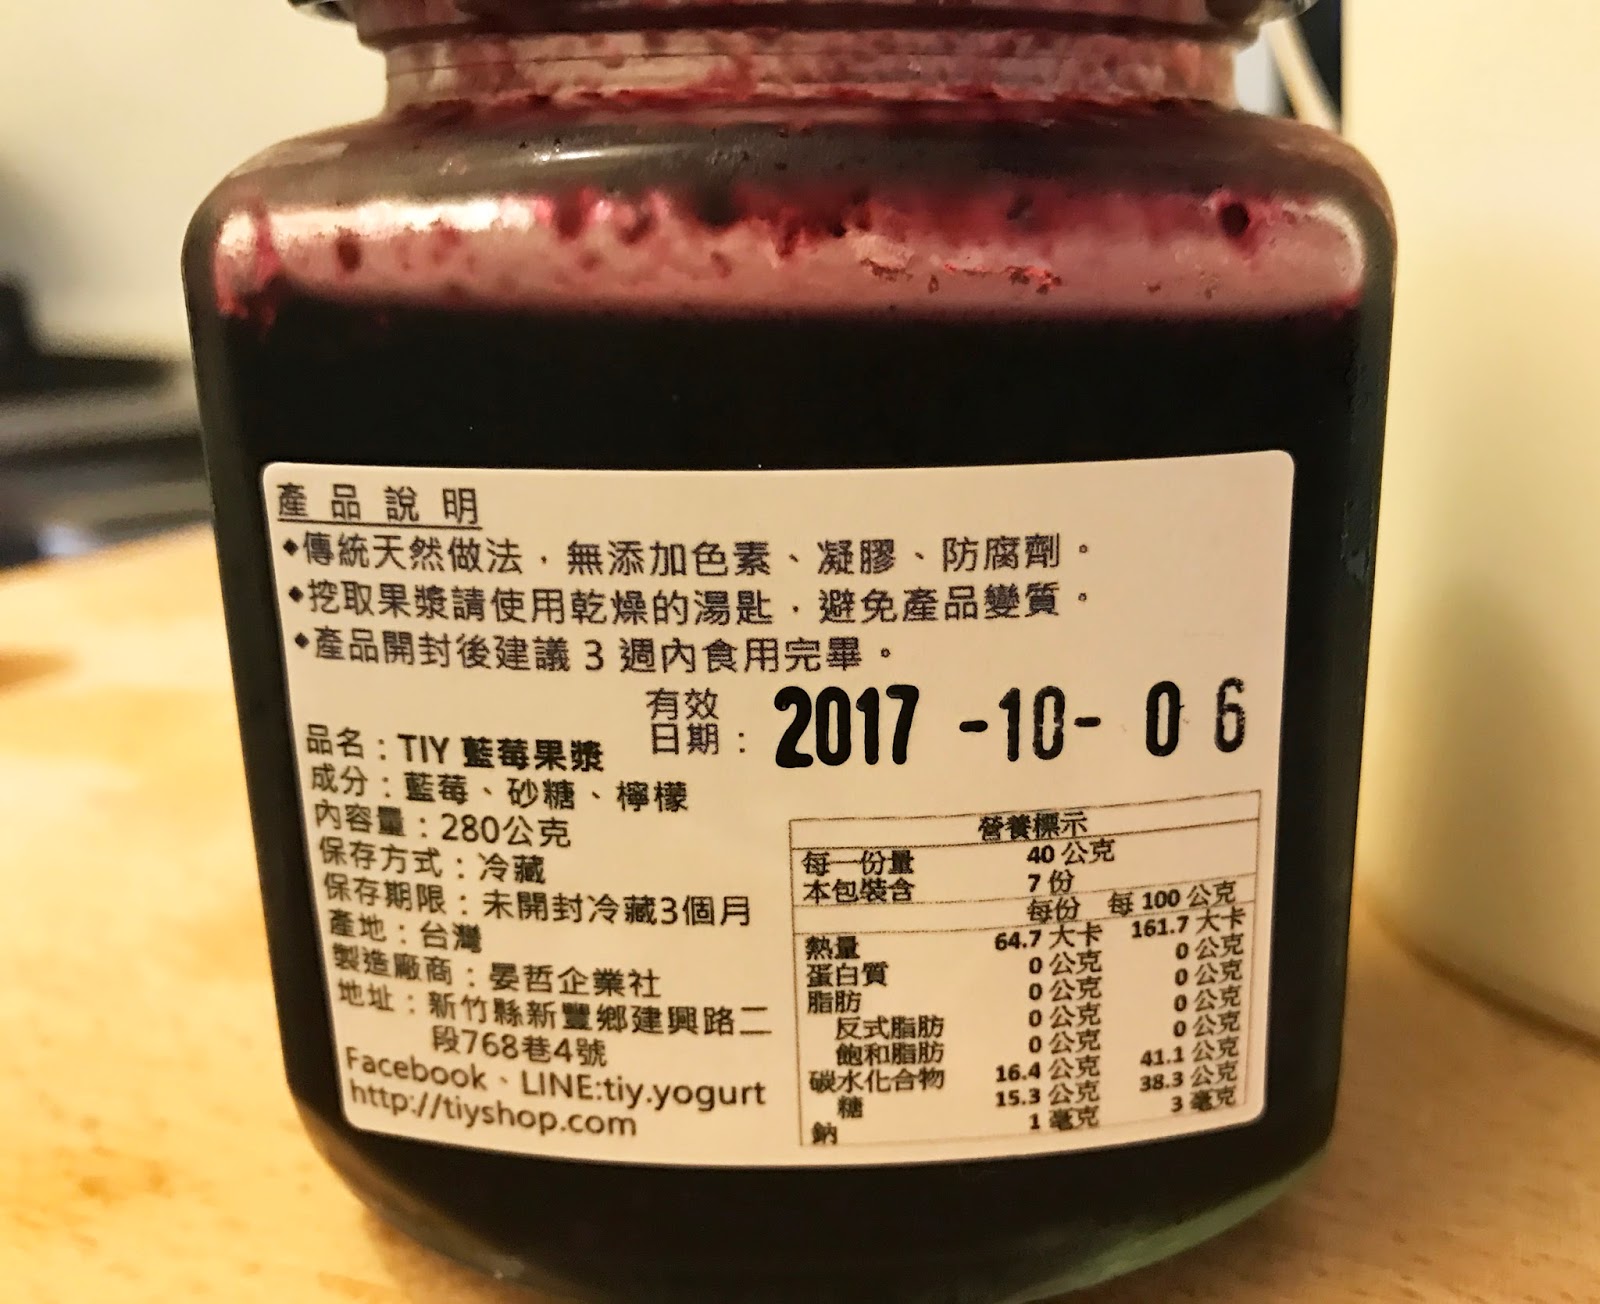 產品說明
◆傳統天然做法，無添加色素、凝膠、防腐劑。
◆挖取果漿請使用乾燥的湯匙，避免產品變質。
◆產品開封後建議 3 週內食用完畢。
有效
日期：2017 -10- 06
品名：TIY 藍莓果漿
成分：藍莓、砂糖、檸檬
內容量：280公克
保存方式：冷藏
保存期限：未開封冷藏3個月
產地：台灣
製造廠商：晏哲企業社
地址：新竹縣新豐鄉建興路二
段768巷4號
Facebook、LINE:tiy.yogurt
http://tiyshop.com
營養標示
每一份量 40 公克
本包裝含 7 份
每份 每 100 公克
熱量 64.7 大卡 161.7 大卡
蛋白質 0 公克 0 公克
脂肪 0 公克 0 公克
反式脂肪 0 公克 0 公克
飽和脂肪 0 公克 0 公克
碳水化合物 16.4 公克 41.1 公克
糖 15.3 公克 38.3 公克
鈉 1 毫克 3 毫克